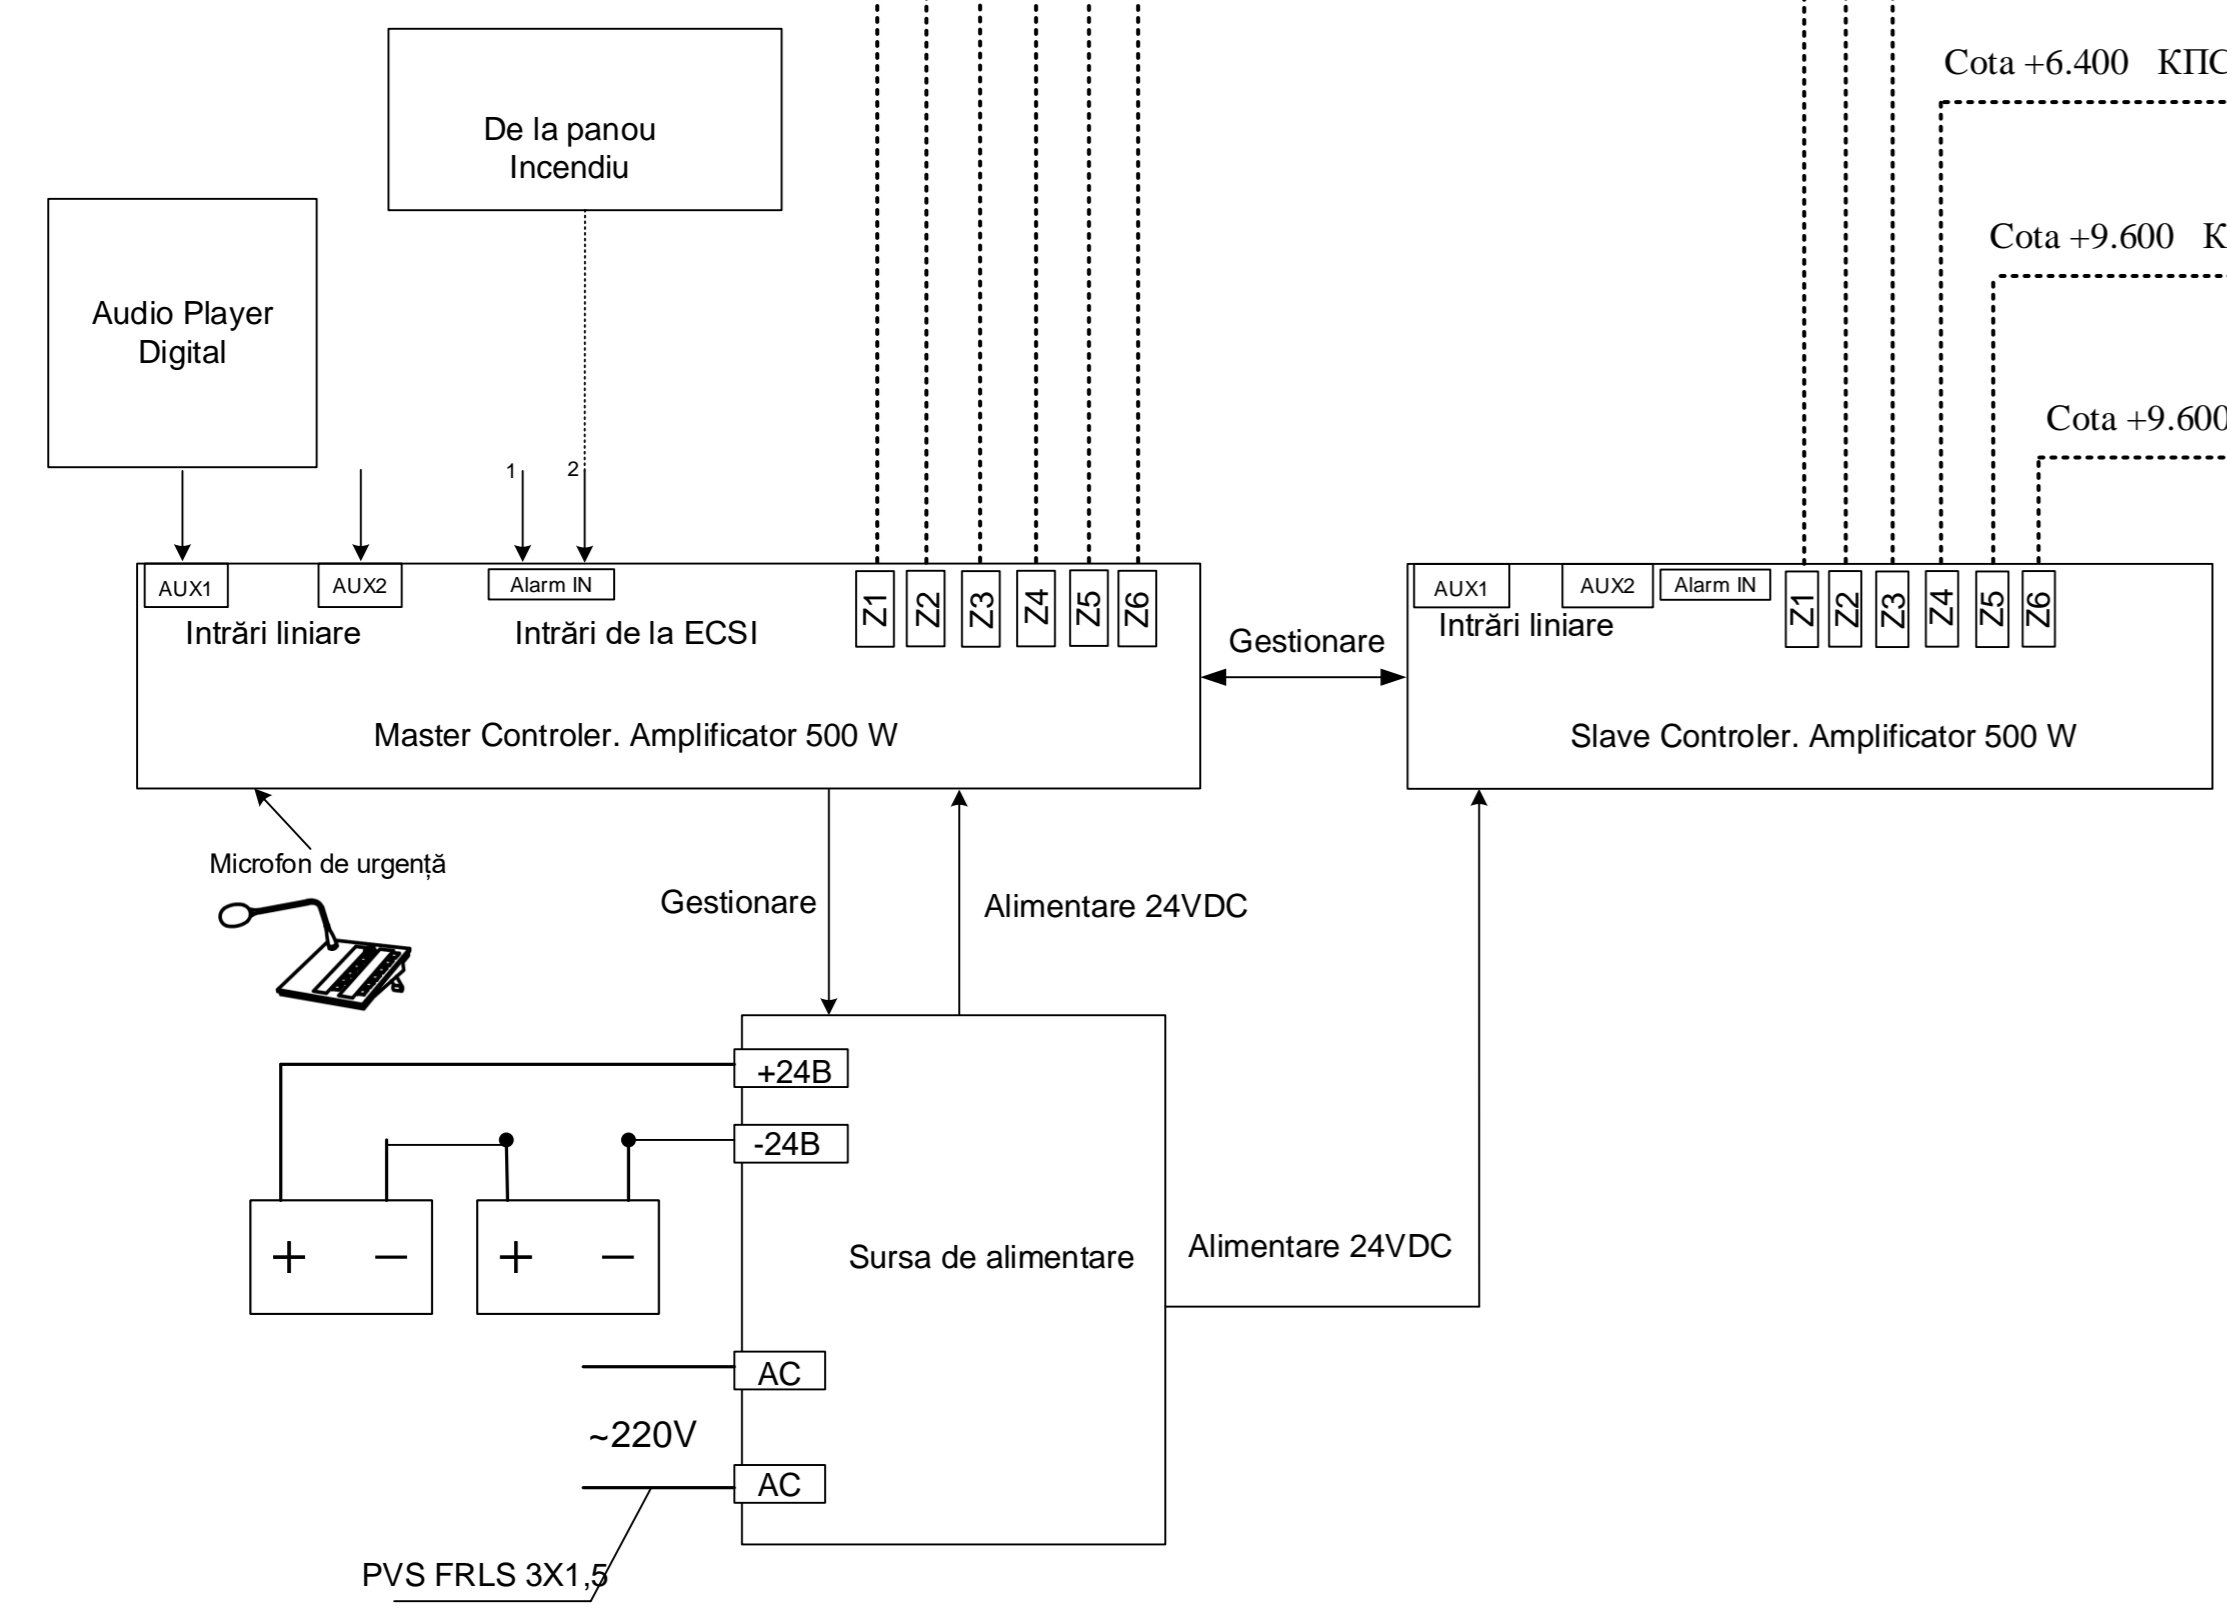 Cota +6.400 КПС
De la panou
Incendiu
Cota +9.600 К
Audio Player
Digital
Cota +9.600
1
2
AUX1
AUX2
Alarm IN
Z1
Z2
Z3
Z4
Z5
Z6
Intrări liniare
Intrări de la ECSI
Master Controler. Amplificator 500 W
Gestionare
AUX1
AUX2
Alarm IN
Z1
Z2
Z3
Z4
Z5
Z6
Intrări liniare
Slave Controler. Amplificator 500 W
Microfon de urgență
Gestionare
Alimentare 24VDC
+24В
-24В
+
−
+
−
Sursa de alimentare
Alimentare 24VDC
AC
~220V
AC
PVS FRLS 3X1,5